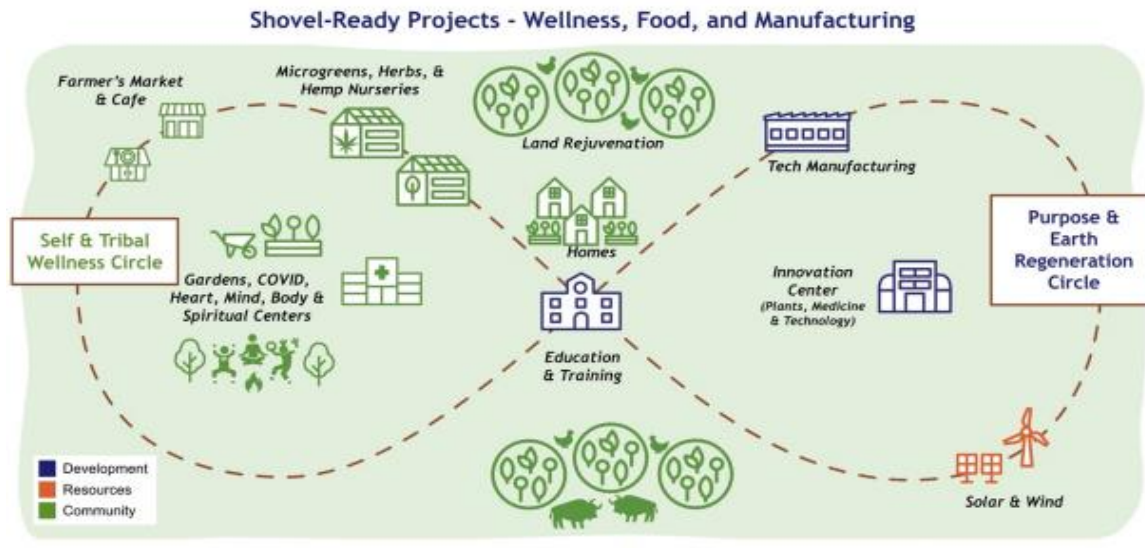 Shovel-Ready Projects - Wellness, Food, and Manufacturing
Farmer's Market
& Cafe
Microgreens, Herbs, &
Hemp Nurseries
Land Rejuvenation
Tech Manufacturing
Self & Tribal
Wellness Circle
Gardens, COVID,
Heart, Mind, Body &
Spiritual Centers
Homes
Education
& Training
Innovation
Center
(Plants, Medicine
& Technology)
Purpose &
Earth
Regeneration
Circle
Solar & Wind
Development
Resources
Community